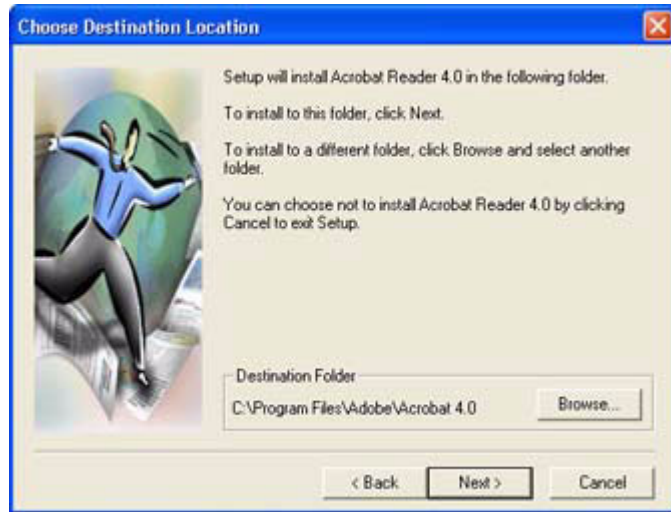 Choose Destination Location
Setup will install Acrobat Reader 4.0 in the following folder.
To install to this folder, click Next.
To install to a different folder, click Browse and select another
folder.
You can choose not to install Acrobat Reader 4.0 by clicking
Cancel to exit Setup.
Destination Folder
C:\Program Files\Adobe\Acrobat 4.0
Browse...
< Back
Next >
Cancel